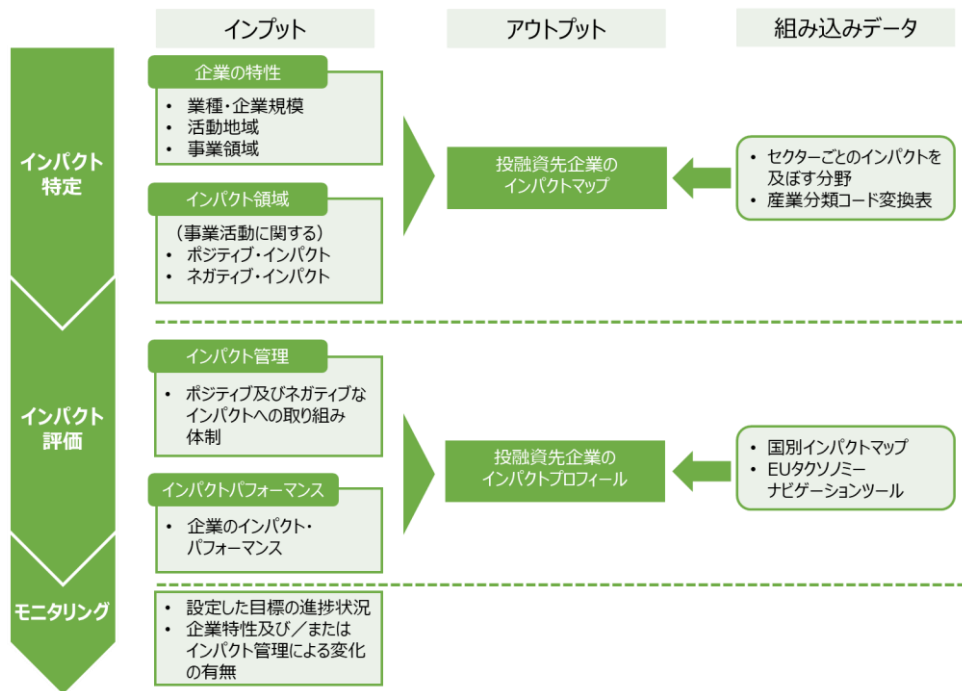 インプット
アウトプット
組み込みデータ
インパクト
特定
企業の特性
• 業種・企業規模
• 活動地域
• 事業領域
インパクト領域
（事業活動に関する）
• ポジティブ・インパクト
• ネガティブ・インパクト
投融資先企業の
インパクトマップ
• セクターごとのインパクトを
及ぼす分野
• 産業分類コード変換表
インパクト
評価
インパクト管理
• ポジティブ及びネガティブな
インパクトへの取り組み
体制
インパクトパフォーマンス
• 企業のインパクト・
パフォーマンス
投融資先企業の
インパクトプロフィール
• 国別インパクトマップ
• EUタクソノミー
ナビゲーションツール
モニタリング
• 設定した目標の進捗状況
• 企業特性及び／または
インパクト管理による変化
の有無